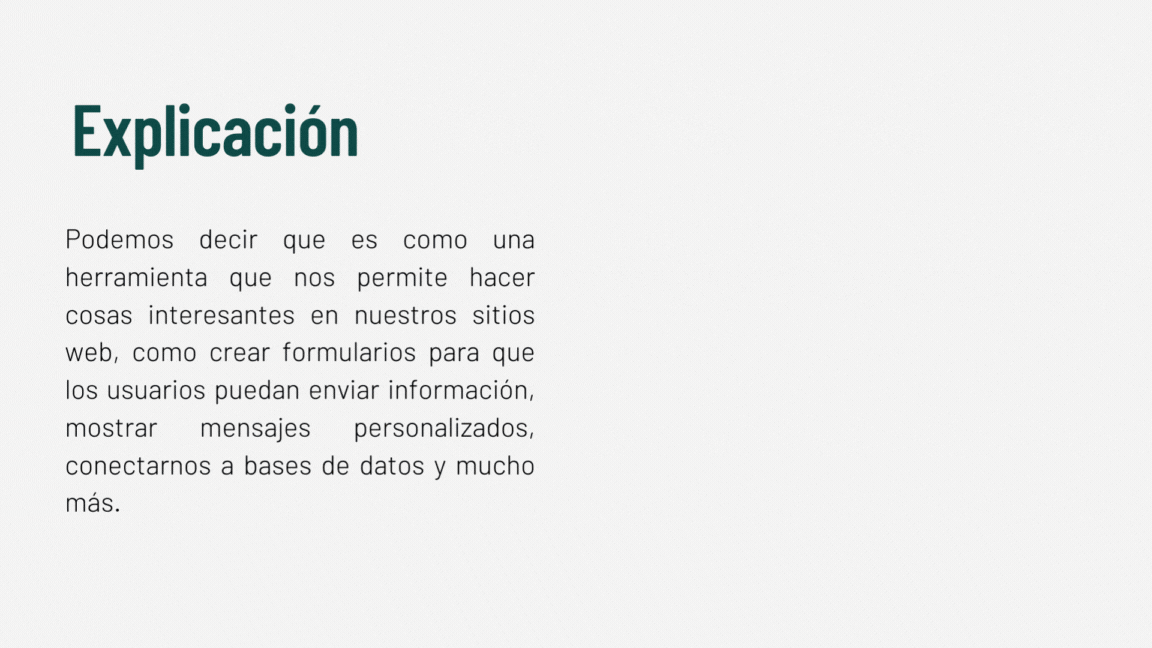 Explicación
Podemos decir que es como una
herramienta que nos permite hacer
cosas interesantes en nuestros sitios
web, como crear formularios para que
los usuarios puedan enviar información,
mostrar mensajes personalizados,
conectarnos a bases de datos y mucho
más.